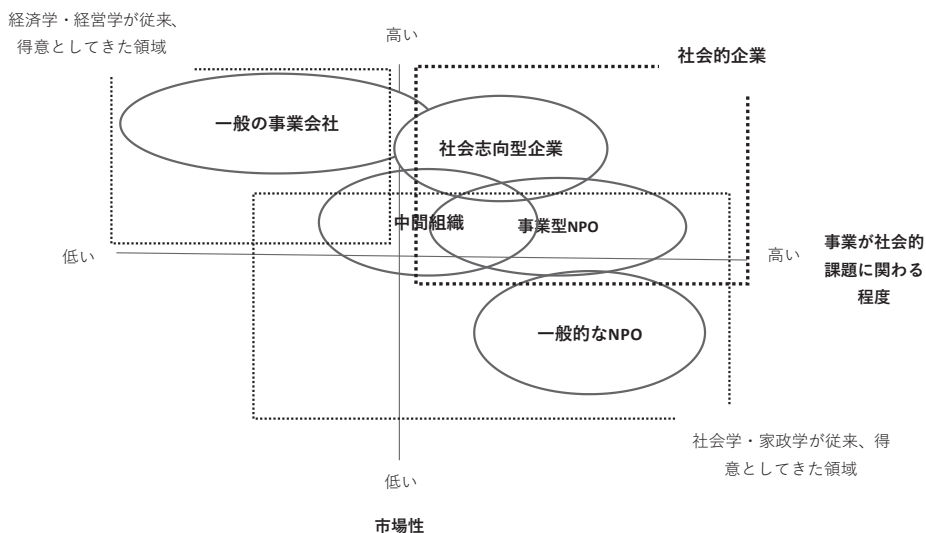 経済学・経営学が従来、
得意としてきた領域
高い
社会的企業
一般の事業会社
社会志向型企業
中間組織
事業型NPO
低い
高い
事業が社会的
課題に関わる
程度
一般的なNPO
社会学・家政学が従来、得
意としてきた領域
低い
市場性